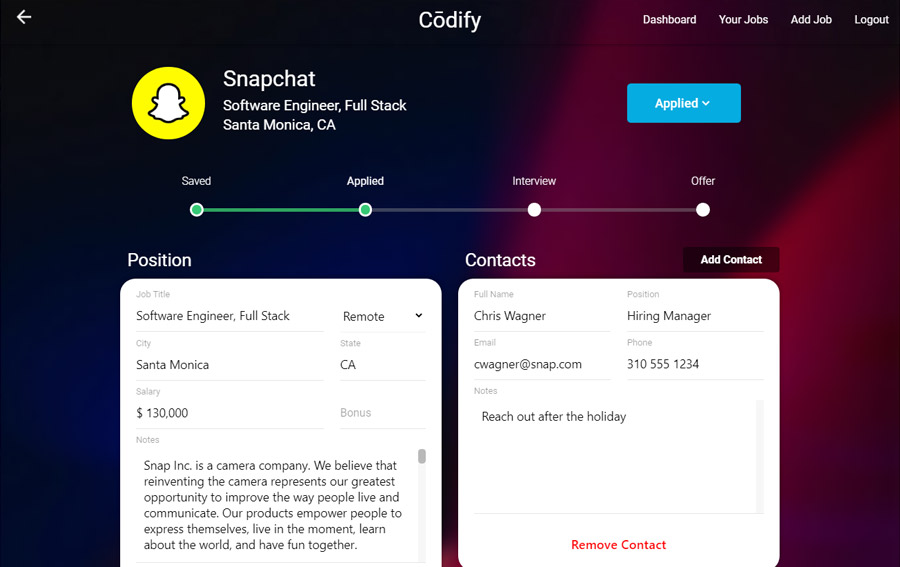 Cōdify
Dashboard
Your Jobs
Add Job
Logout
Snapchat
Software Engineer, Full Stack
Santa Monica, CA
Applied
Saved
Applied
Interview
Offer
Position
Job Title
Software Engineer, Full Stack
Remote
City
State
Santa Monica
CA
Salary
$ 130,000
Bonus
Notes
Snap Inc. is a camera company. We believe that
reinventing the camera represents our greatest
opportunity to improve the way people live and
communicate. Our products empower people to
express themselves, live in the moment, learn
about the world, and have fun together.
Contacts
Add Contact
Full Name
Position
Chris Wagner
Hiring Manager
Email
Phone
cwagner@snap.com
310 555 1234
Notes
Reach out after the holiday
Remove Contact